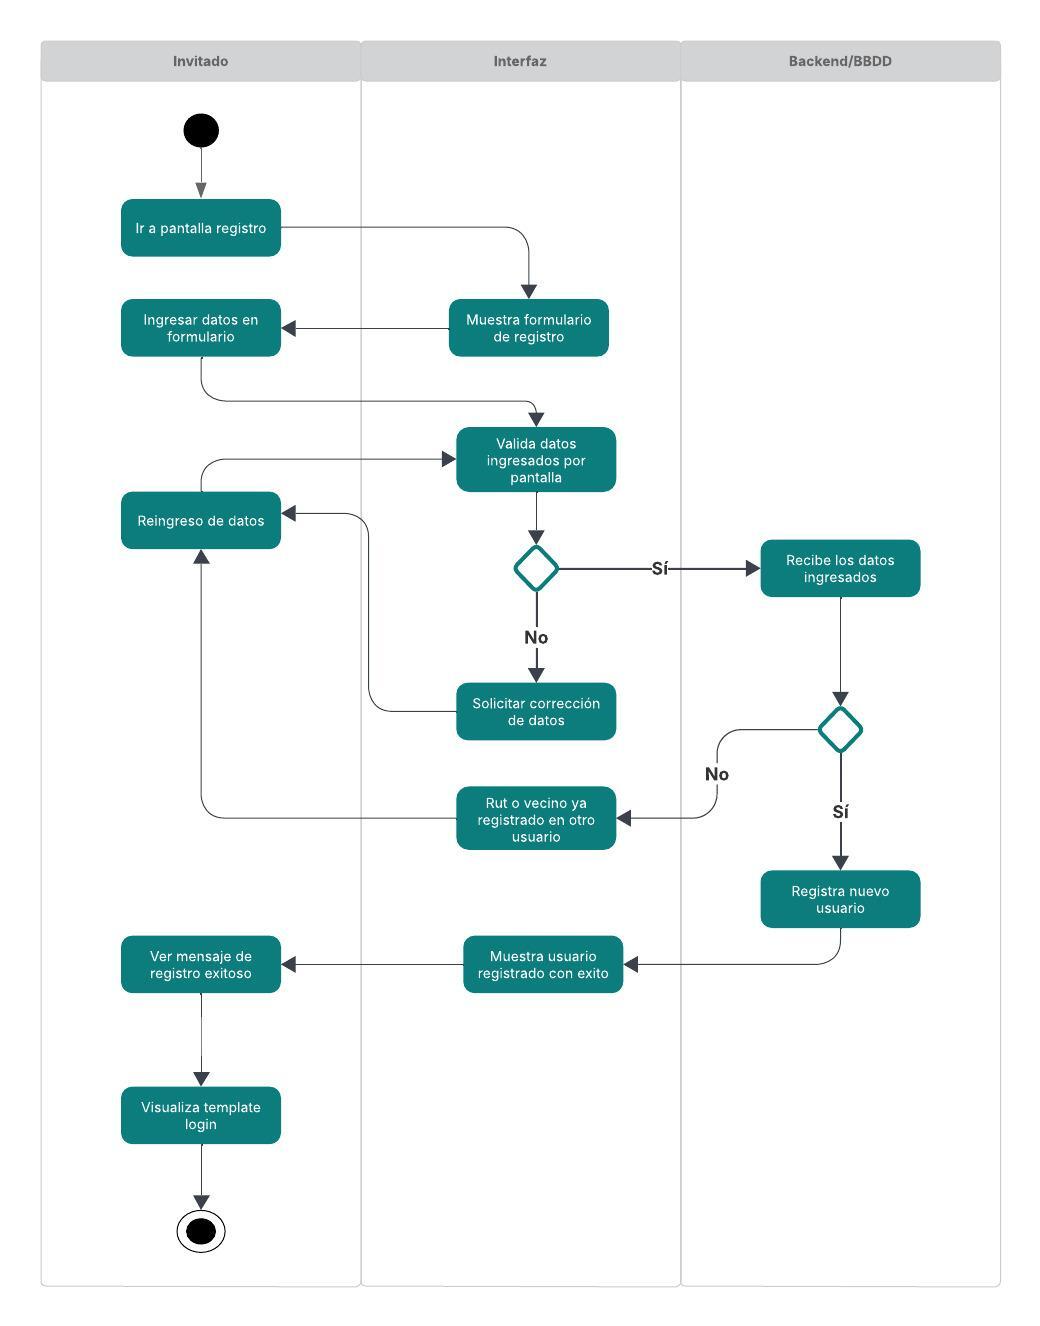 Invitado
Interfaz
Backend/BBDD
Ir a pantalla registro
Ingresar datos en
formulario
Muestra formulario
de registro
Valida datos
ingresados por
pantalla
Reingreso de datos
Sí
Recibe los datos
ingresados
No
Solicitar corrección
de datos
No
Rut o vecino ya
registrado en otro
usuario
Sí
Registra nuevo
usuario
Ver mensaje de
registro exitoso
Muestra usuario
registrado con exito
Visualiza template
login